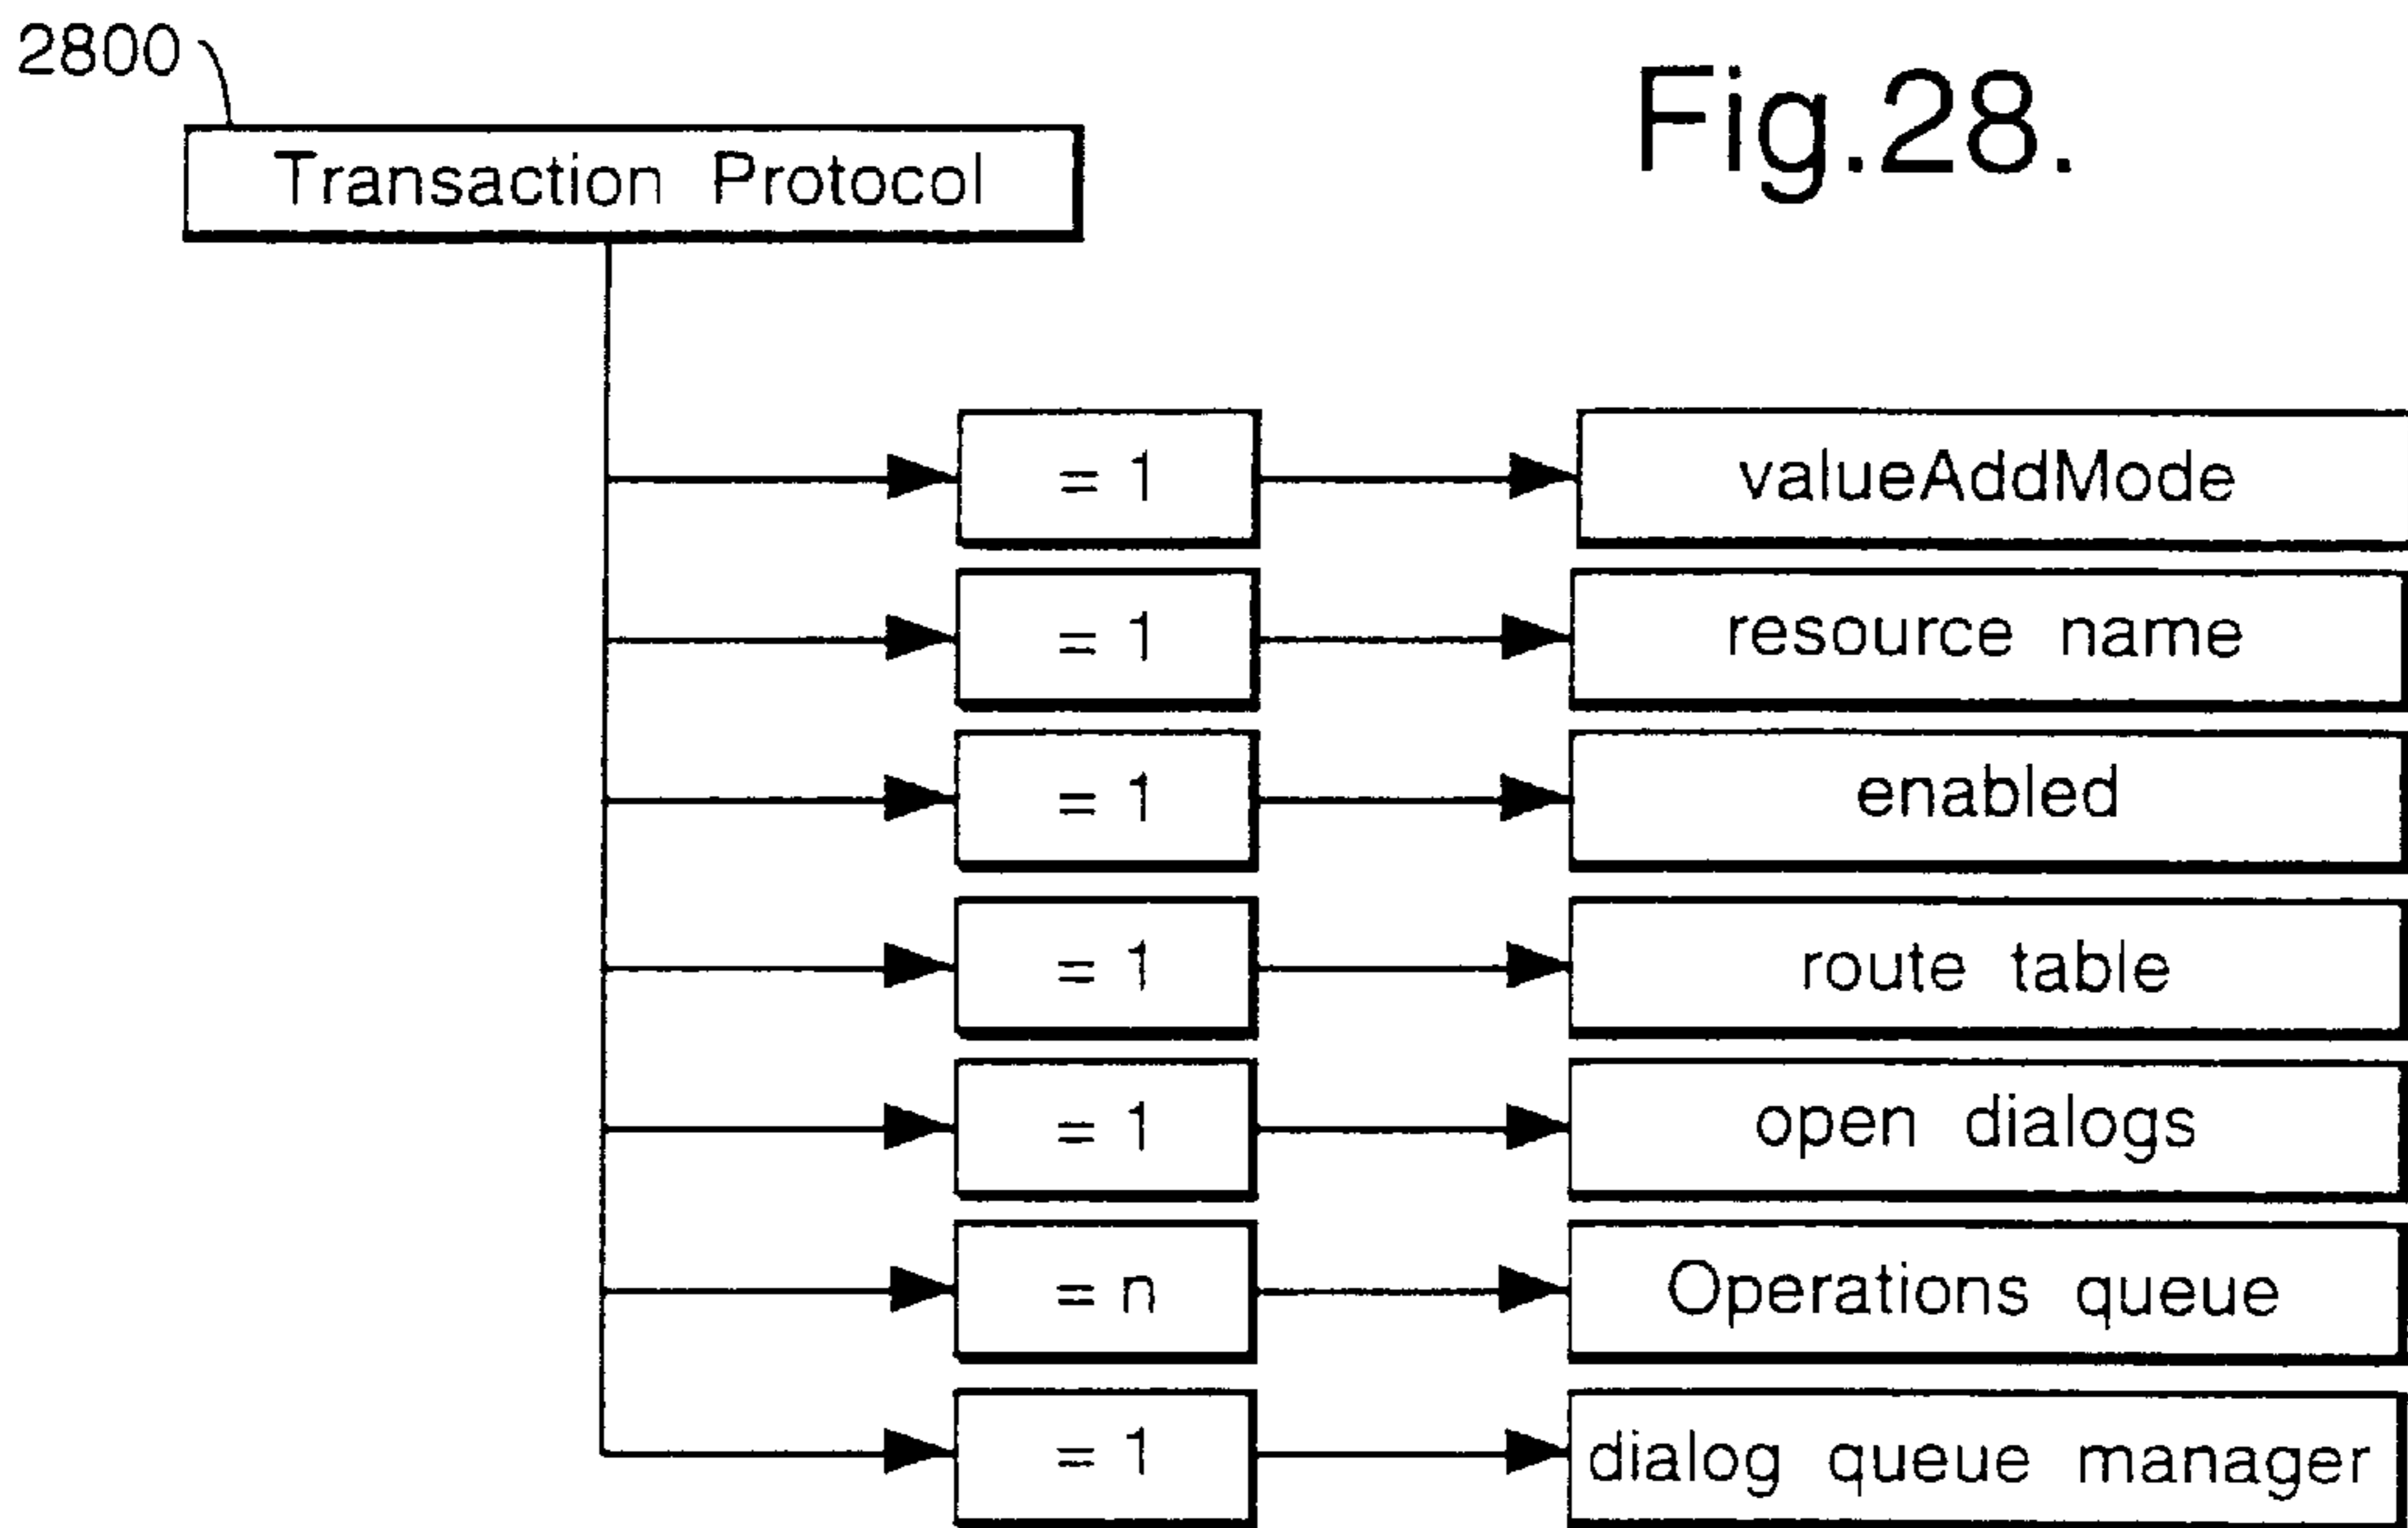 2800
Fig.28.
Transaction Protocol
= 1 valueAddMode
= 1 resource name
= 1 enabled
= 1 route table
= 1 open dialogs
= n Operations queue
= 1 dialog queue manager